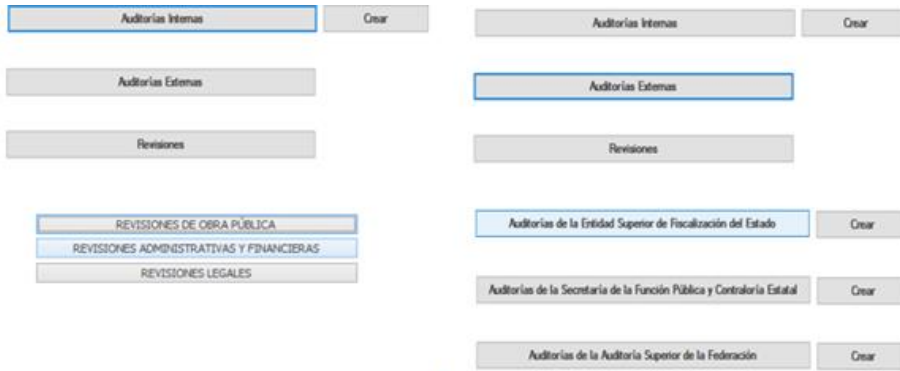 Auditorías Internas
Crear
Auditorías Externas
Revisiones
REVISIONES DE OBRA PÚBLICA
REVISIONES ADMINISTRATIVAS Y FINANCIERAS
REVISIONES LEGALES
Auditorías Internas
Crear
Auditorías Externas
Revisiones
Auditorías de la Entidad Superior de Fiscalización del Estado
Crear
Auditorías de la Secretaría de la Función Pública y Contraloría Estatal
Crear
Auditorías de la Auditoría Superior de la Federación
Crear